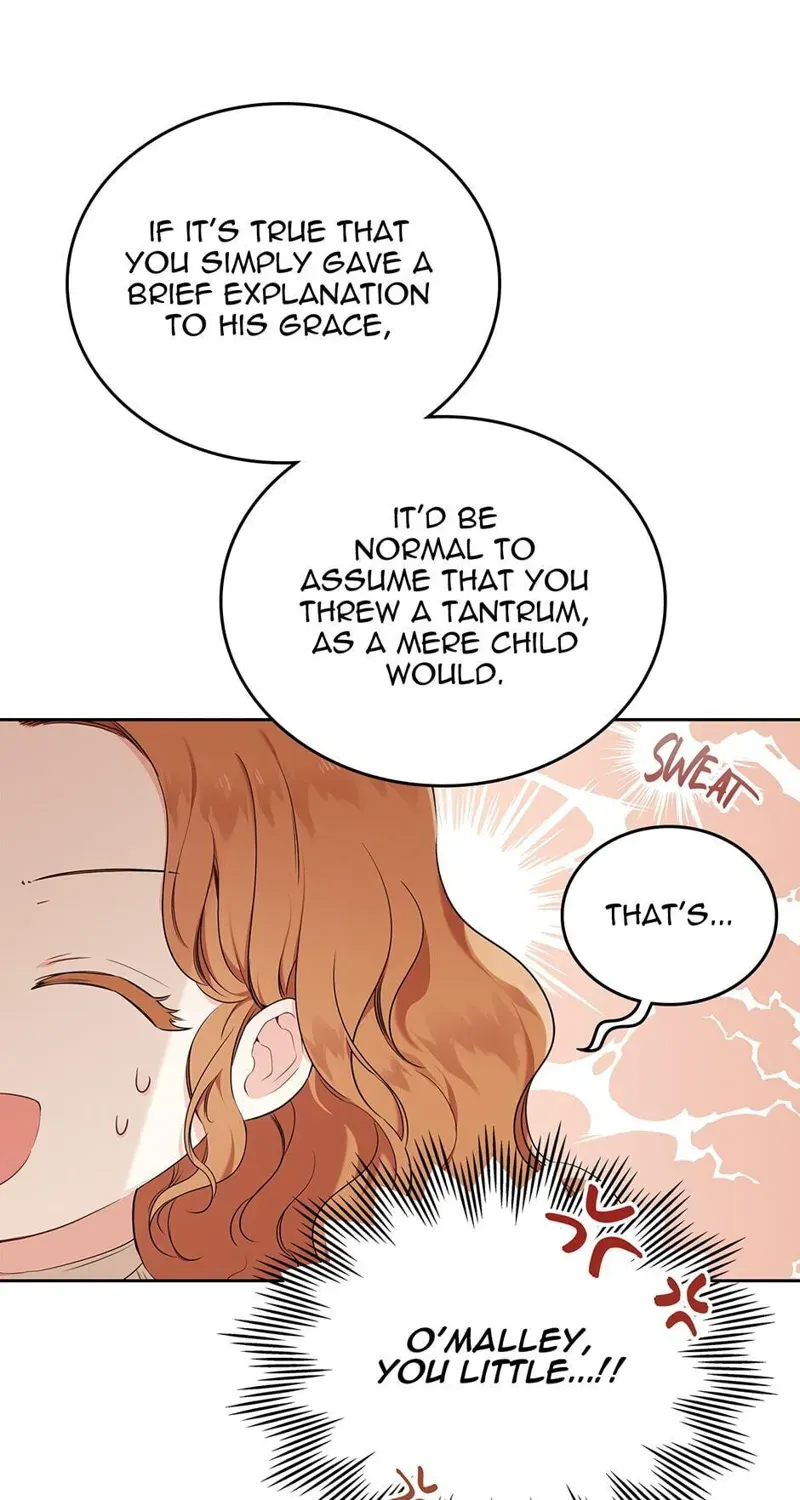 IF IT'S TRUE THAT
YOU SIMPLY GAVE A
BRIEF EXPLANATION
TO HIS GRACE,
IT'D BE
NORMAL TO
ASSUME THAT YOU
THREW A TANTRUM,
AS A MERE CHILD
WOULD.
SWEAT
THAT'S...
O'MALLEY,
YOU LITTLE...!!